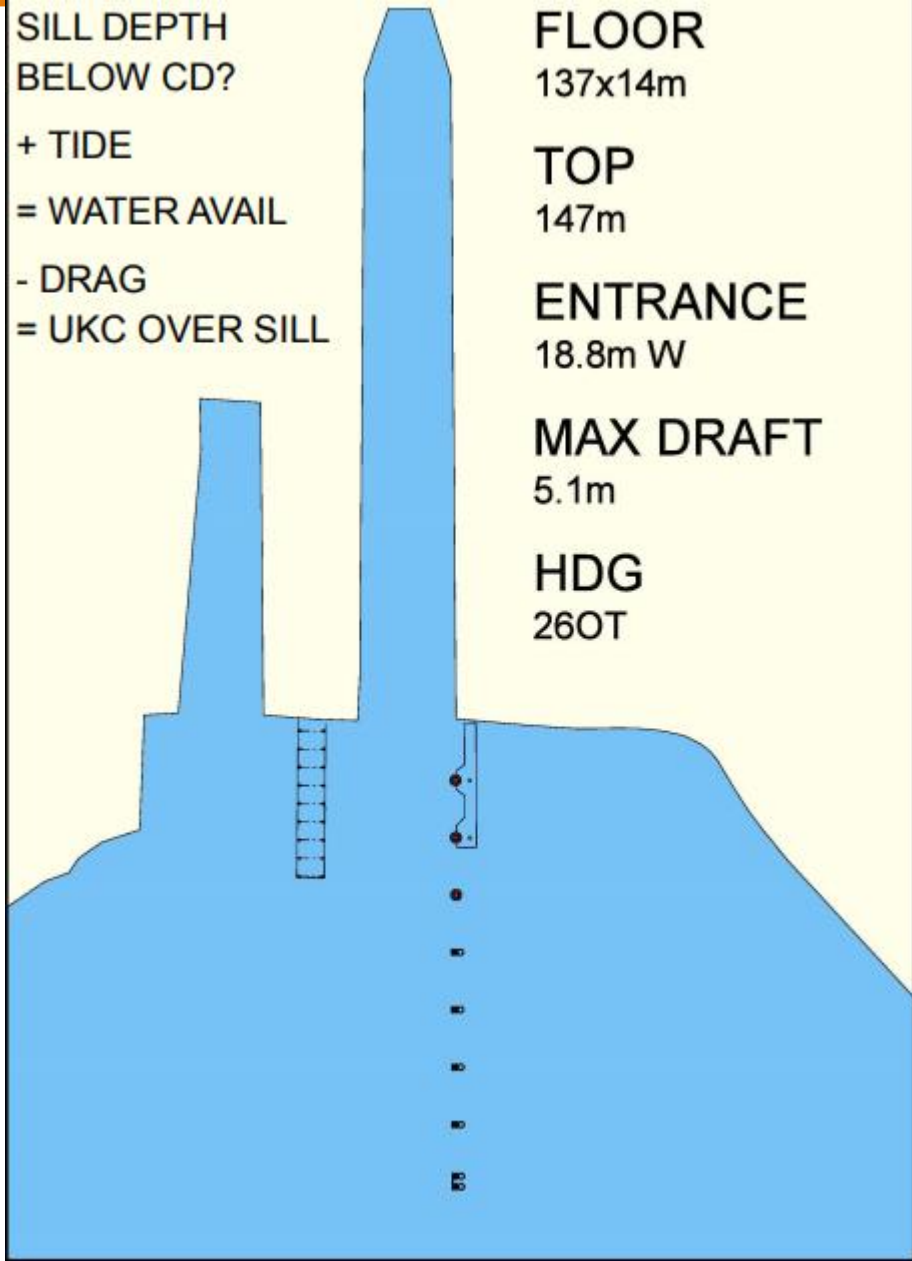 SILL DEPTH
BELOW CD?
+ TIDE
= WATER AVAIL
- DRAG
= UKC OVER SILL
FLOOR
137x14m
TOP
147m
ENTRANCE
18.8m W
MAX DRAFT
5.1m
HDG
26OT